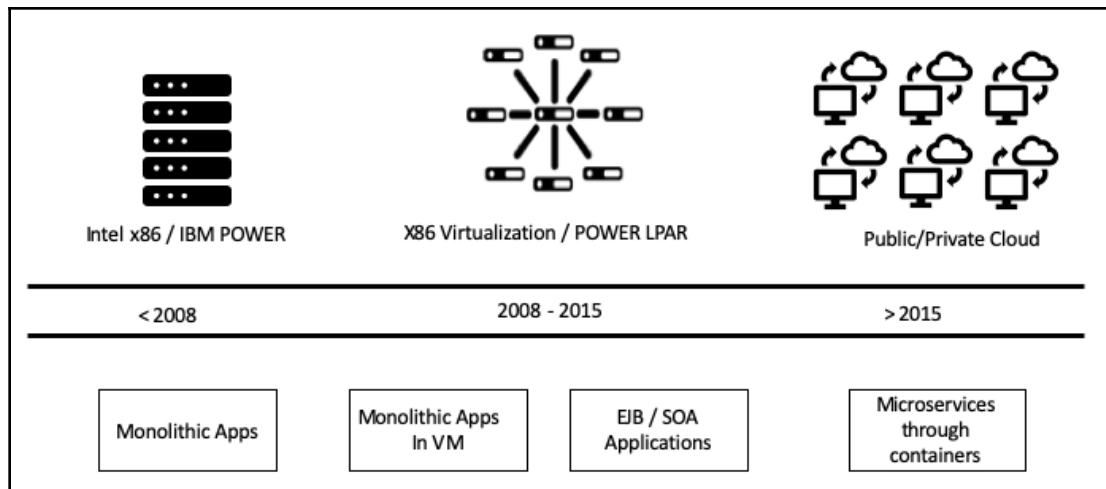 Intel x86 / IBM POWER
X86 Virtualization / POWER LPAR
Public/Private Cloud
< 2008
2008 - 2015
> 2015
Monolithic Apps
Monolithic Apps
In VM
EJB / SOA
Applications
Microservices
through
containers